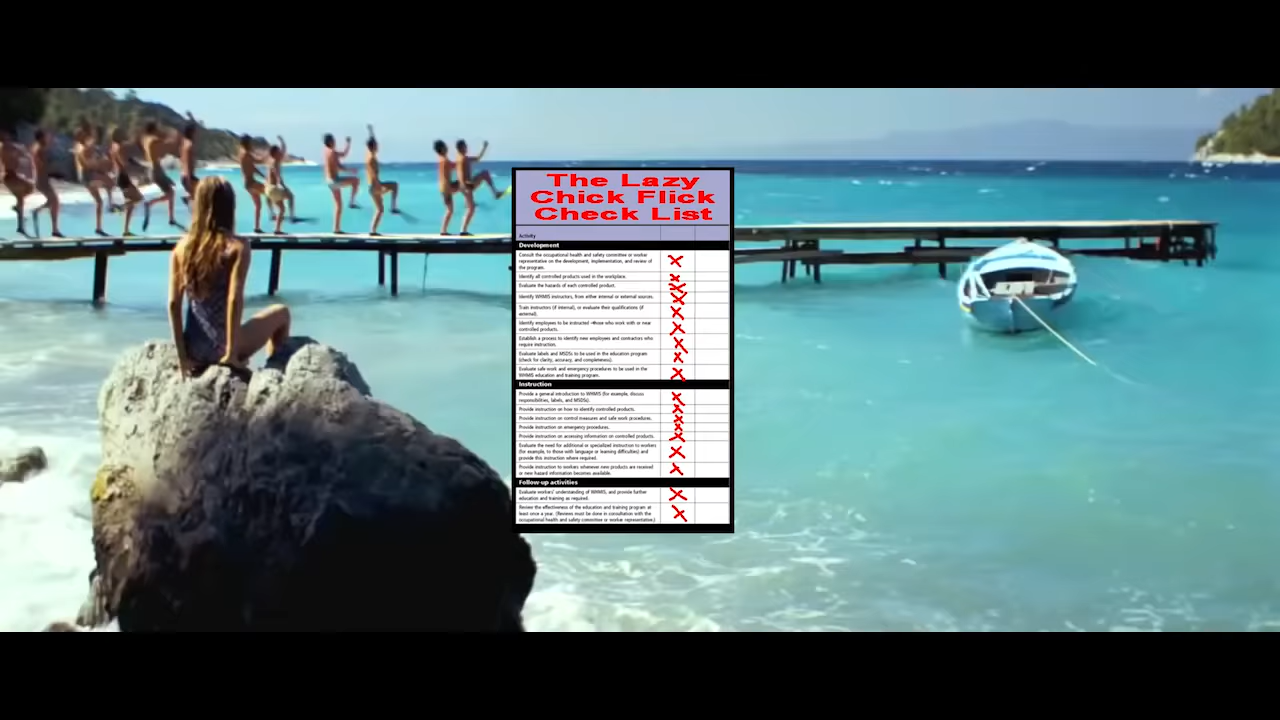 The Lazy
Chick Flick
Check List
Activity
Development
Consult the occupational health and safety committee or worker
representative on the development, implementation, and review of
the program.
Identify all controlled products used in the workplace.
Evaluate the hazards of each controlled product.
Identify WHMIS instructors, from either internal or external sources.
Train instructors (if internal), or evaluate their qualifications (if
external).
Identify employees to be instructed –those who work with or near
controlled products.
Establish a process to identify new employees and contractors who
require instruction.
Evaluate labels and MSDSs to be used in the education program
(check for clarity, accuracy, and completeness).
Evaluate safe work and emergency procedures to be used in the
WHMIS education and training program.
Instruction
Provide a general introduction to WHMIS (for example, discuss
responsibilities, labels, and MSDSs).
Provide instruction on how to identify controlled products.
Provide instruction on control measures and safe work procedures.
Provide instruction on emergency procedures.
Provide instruction on accessing information on controlled products.
Evaluate the need for additional or specialized instruction to workers
(for example, to those with language or learning difficulties) and
provide this instruction where required.
Provide instruction to workers whenever new products are received
or new hazard information becomes available.
Follow-up activities
Evaluate workers' understanding of WHMIS, and provide further
education and training as required.
Review the effectiveness of the education and training program at
least once a year. (Reviews must be done in consultation with the
occupational health and safety committee or worker representative.)